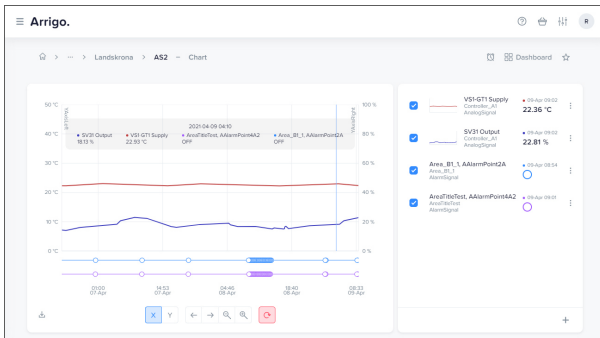 Arrigo.
R
> ... > Landskrona > AS2 – Chart
Dashboard
50 °C
40 °C
30 °C
20 °C
10 °C
0 °C
100 %
80 %
60 %
40 %
20 %
0 %
2021-04-09 04:10
SV31 Output
18.13 %
VS1-GT1 Supply
22.93 °C
AreaTitleTest, AAlarmPoint4A2
OFF
Area_B1_1, AAlarmPoint2A
OFF
01:00
07-Apr
14:53
07-Apr
04:46
08-Apr
18:40
08-Apr
08:33
09-Apr
X Y
VS1-GT1 Supply
Controller_A1
AnalogSignal
09-Apr 09:02
22.36 °C
SV31 Output
Controller_A1
AnalogSignal
09-Apr 09:02
22.81 %
Area_B1_1, AAlarmPoint2A
Area_B1_1
AlarmSignal
09-Apr 08:54
AreaTitleTest, AAlarmPoint4A2
AreaTitleTest
AlarmSignal
09-Apr 09:01